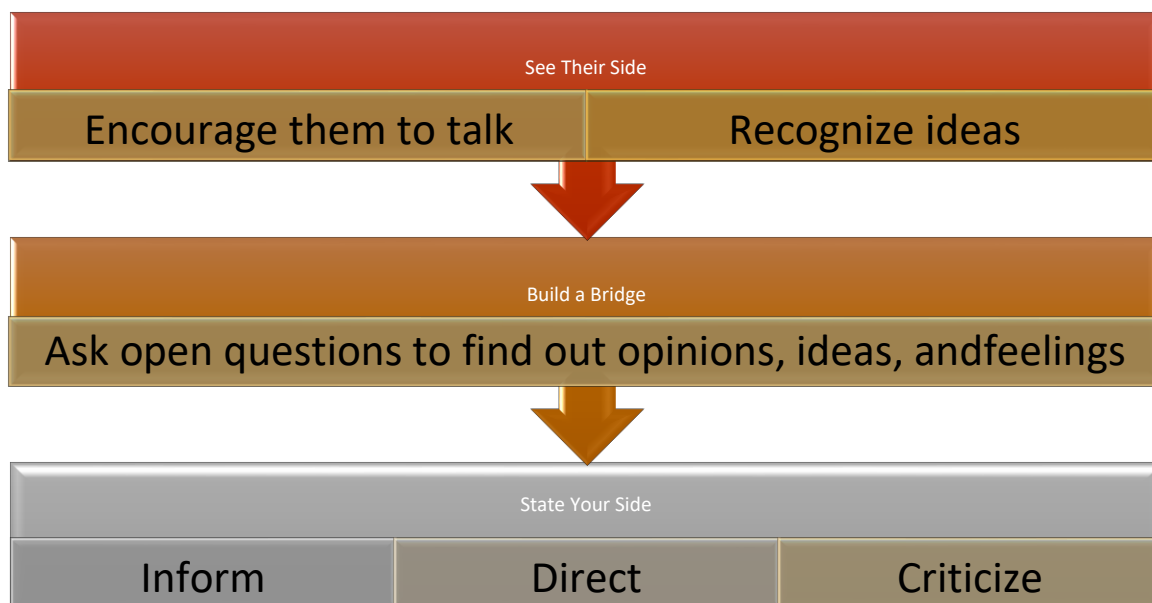 See Their Side
Encourage them to talk
Recognize ideas
Build a Bridge
Ask open questions to find out opinions, ideas, andfeelings
State Your Side
Inform
Direct
Criticize